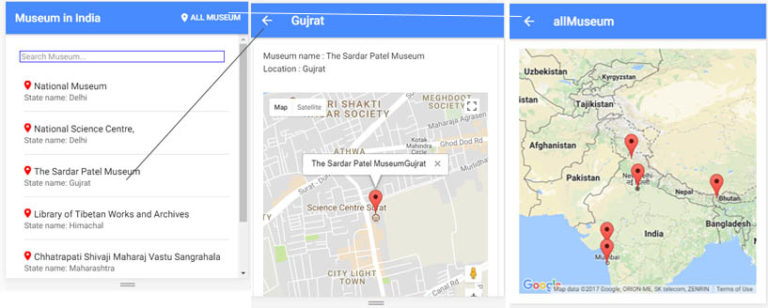 Museum in India
ALL MUSEUM
Search Museum...
National Museum
State name: Delhi
National Science Centre,
State name: Delhi
The Sardar Patel Museum
State name: Gujrat
Library of Tibetan Works and Archives
State name: Himachal
Chhatrapati Shivaji Maharaj Vastu Sangrahala
State name: Maharashtra
Gujrat
Museum name : The Sardar Patel Museum
Location : Gujrat
Map Satellite
RI SHAKTI
AR SOCIETY
MEGHDOOT
SOCIETY
Maharaja Agrasen
Kotak
Mahindra
Circle
Ghod Dod Rd
ATHWA
The Sardar Patel MuseumGujrat
Science Centre Surat
CITY LIGHT
TOWN
allMuseum
Uzbekistan
Kyrgyzstan
Tajikistan
Afghanistan
Pakistan
New Delhi
Nepal
Bhutan
Bangladesh
India
Mumbai
Google
Map data ©2017 Google, ORION-ME, SK telecom, ZENRIN
Terms of Use